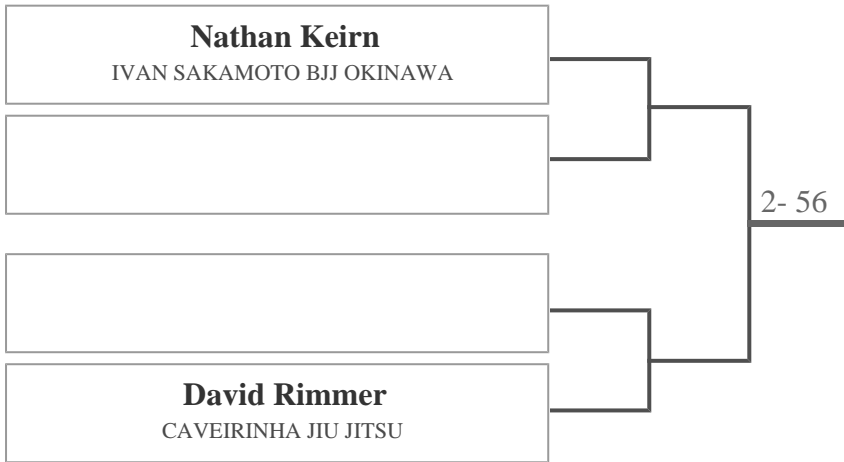 Nathan Keirn
IVAN SAKAMOTO BJJ OKINAWA
2- 56
David Rimmer
CAVEIRINHA JIU JITSU